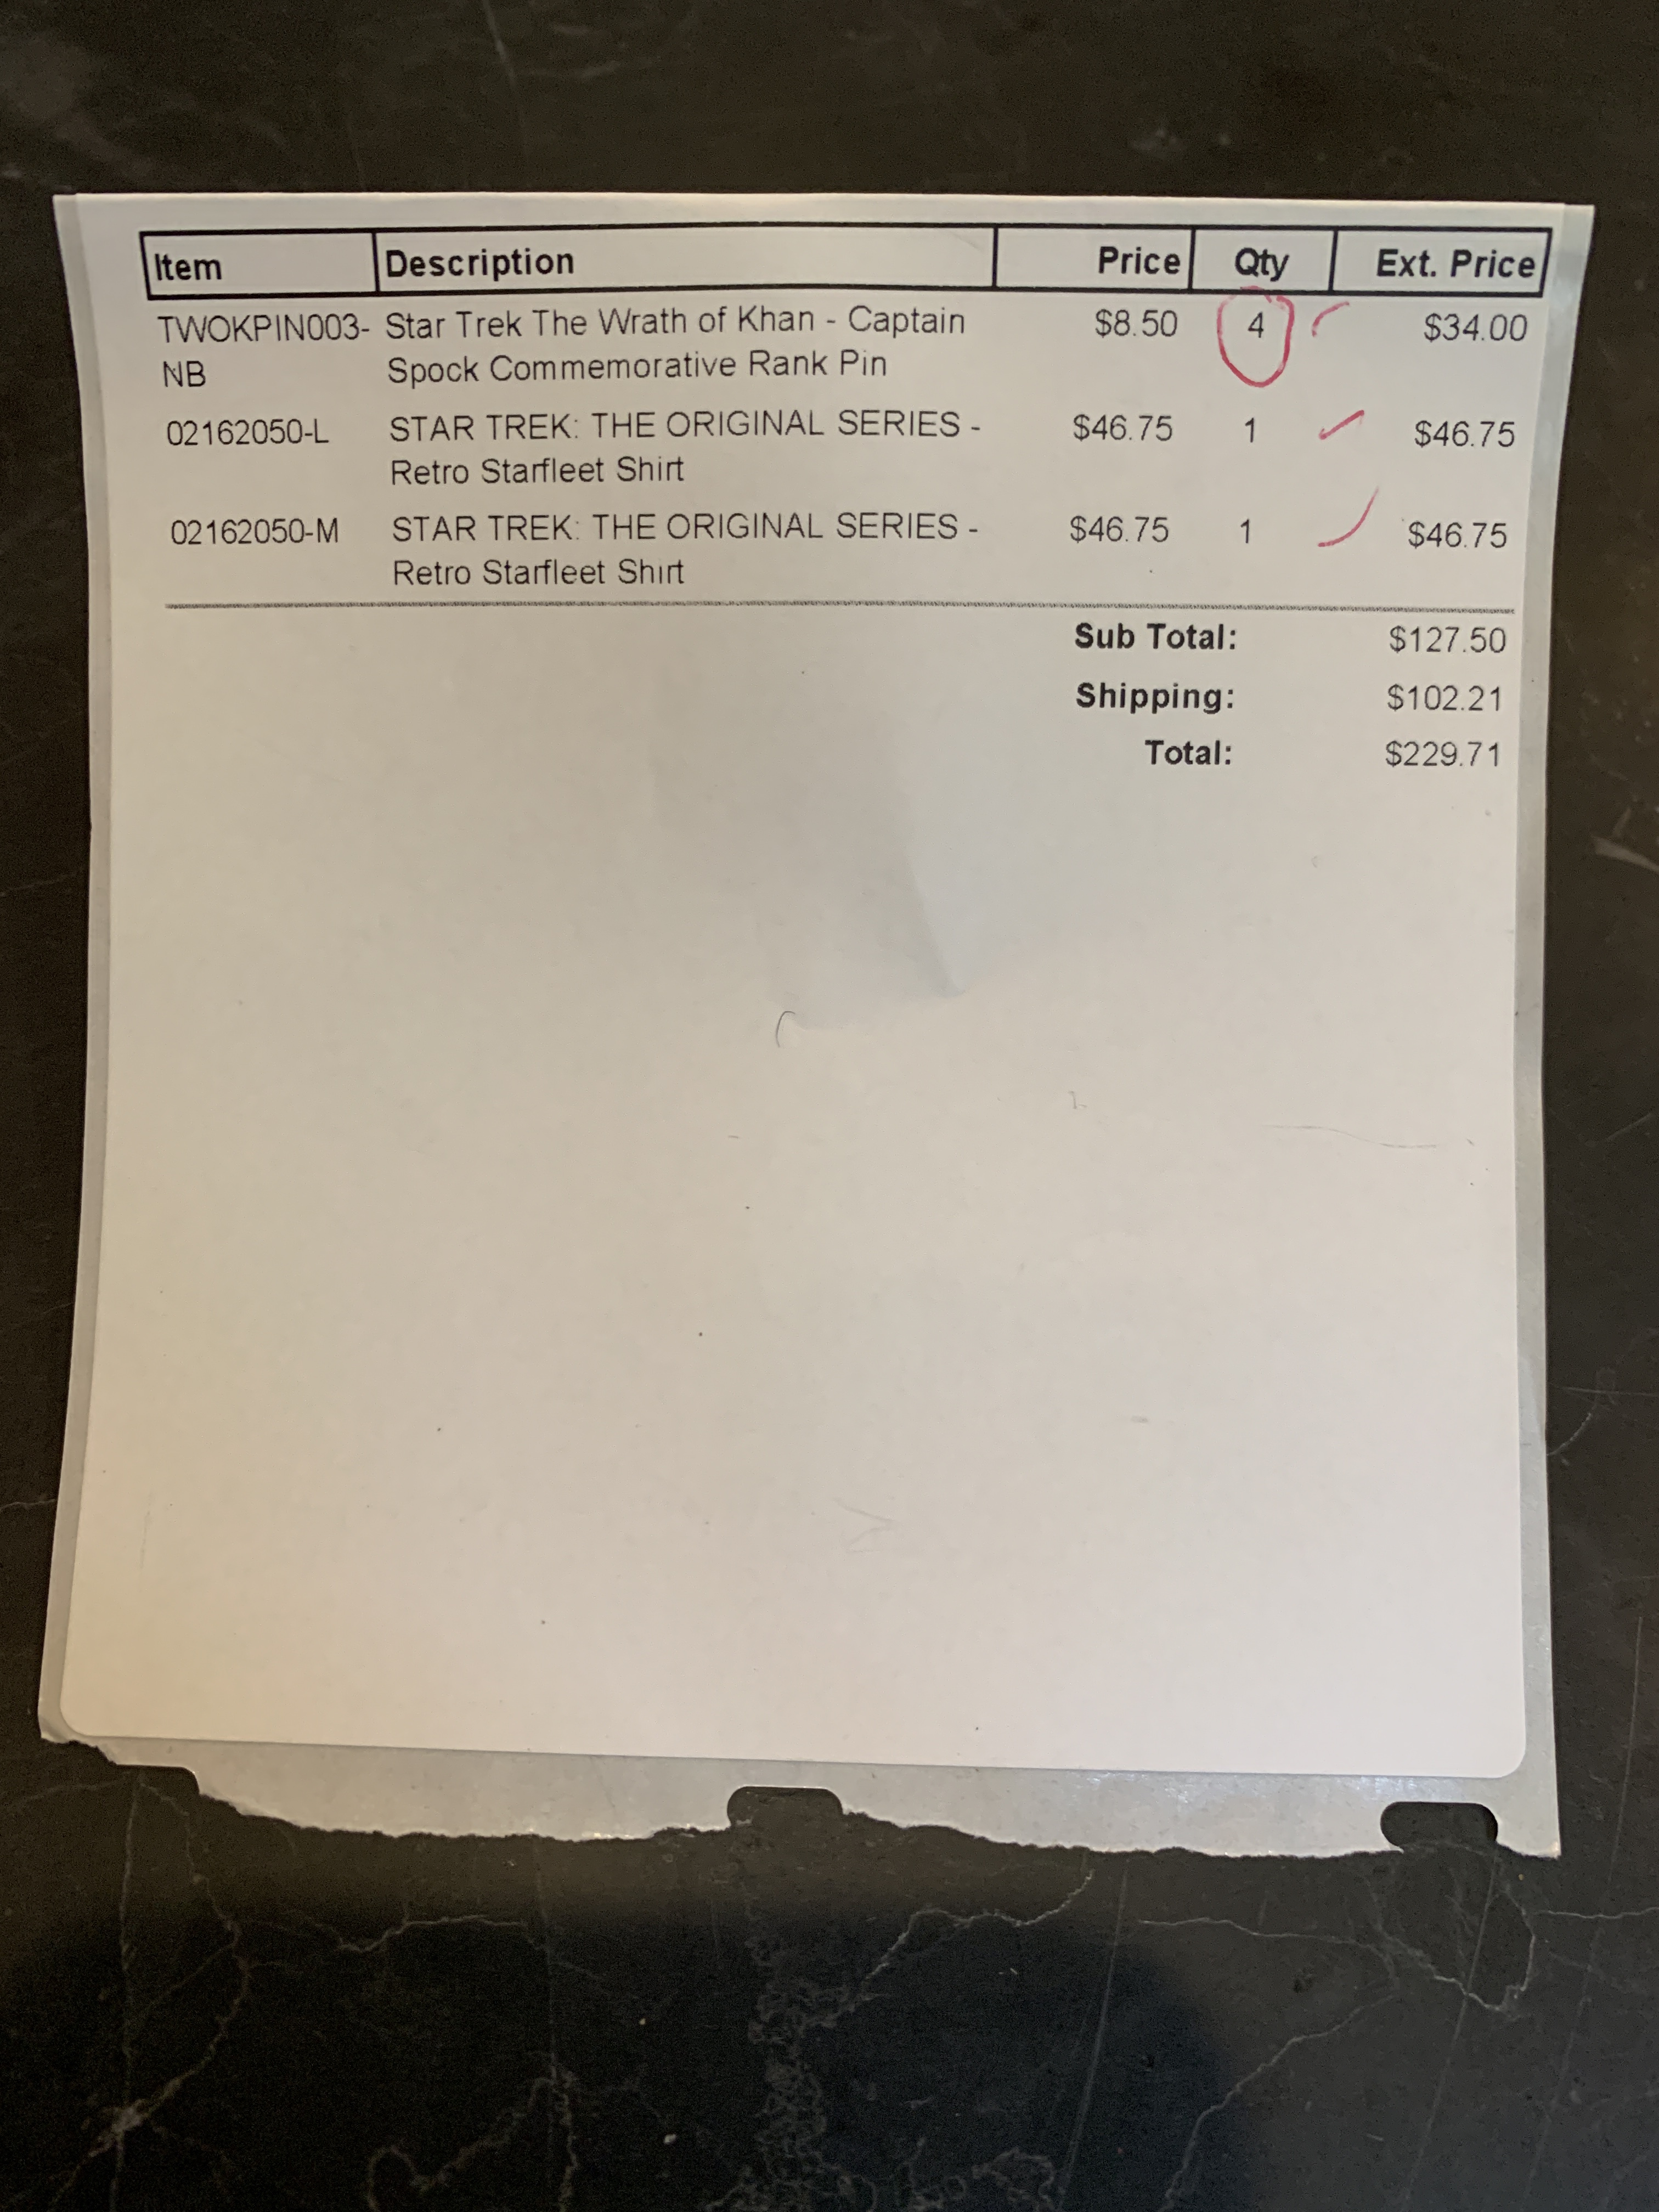 Item Description Price Qty Ext. Price
TWOKPIN003- Star Trek The Wrath of Khan - Captain $8.50 4 $34.00
NB Spock Commemorative Rank Pin
02162050-L STAR TREK: THE ORIGINAL SERIES - $46.75 1 $46.75
Retro Starfleet Shirt
02162050-M STAR TREK: THE ORIGINAL SERIES - $46.75 1 $46.75
Retro Starfleet Shirt
Sub Total: $127.50
Shipping: $102.21
Total: $229.71